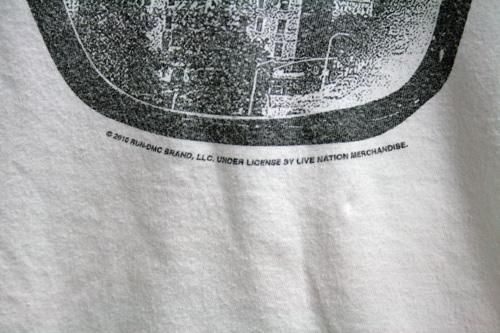 © 2010 RUN-DMC BRAND, LLC. UNDER LICENSE BY LIVE NATION MERCHANDISE.